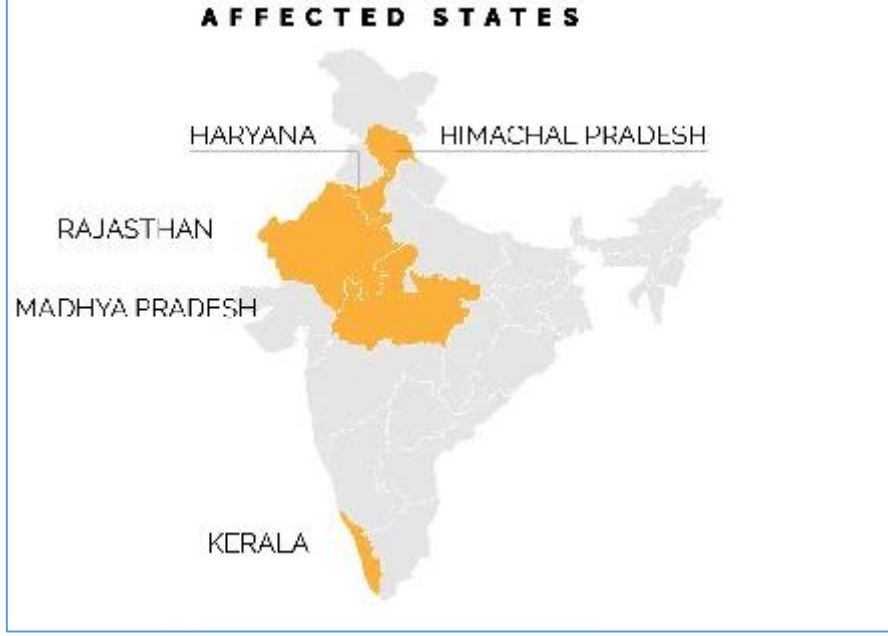 AFFECTED STATES
HARYANA
HIMACHAL PRADESH
RAJASTHAN
MADHYA PRADESH
KERALA